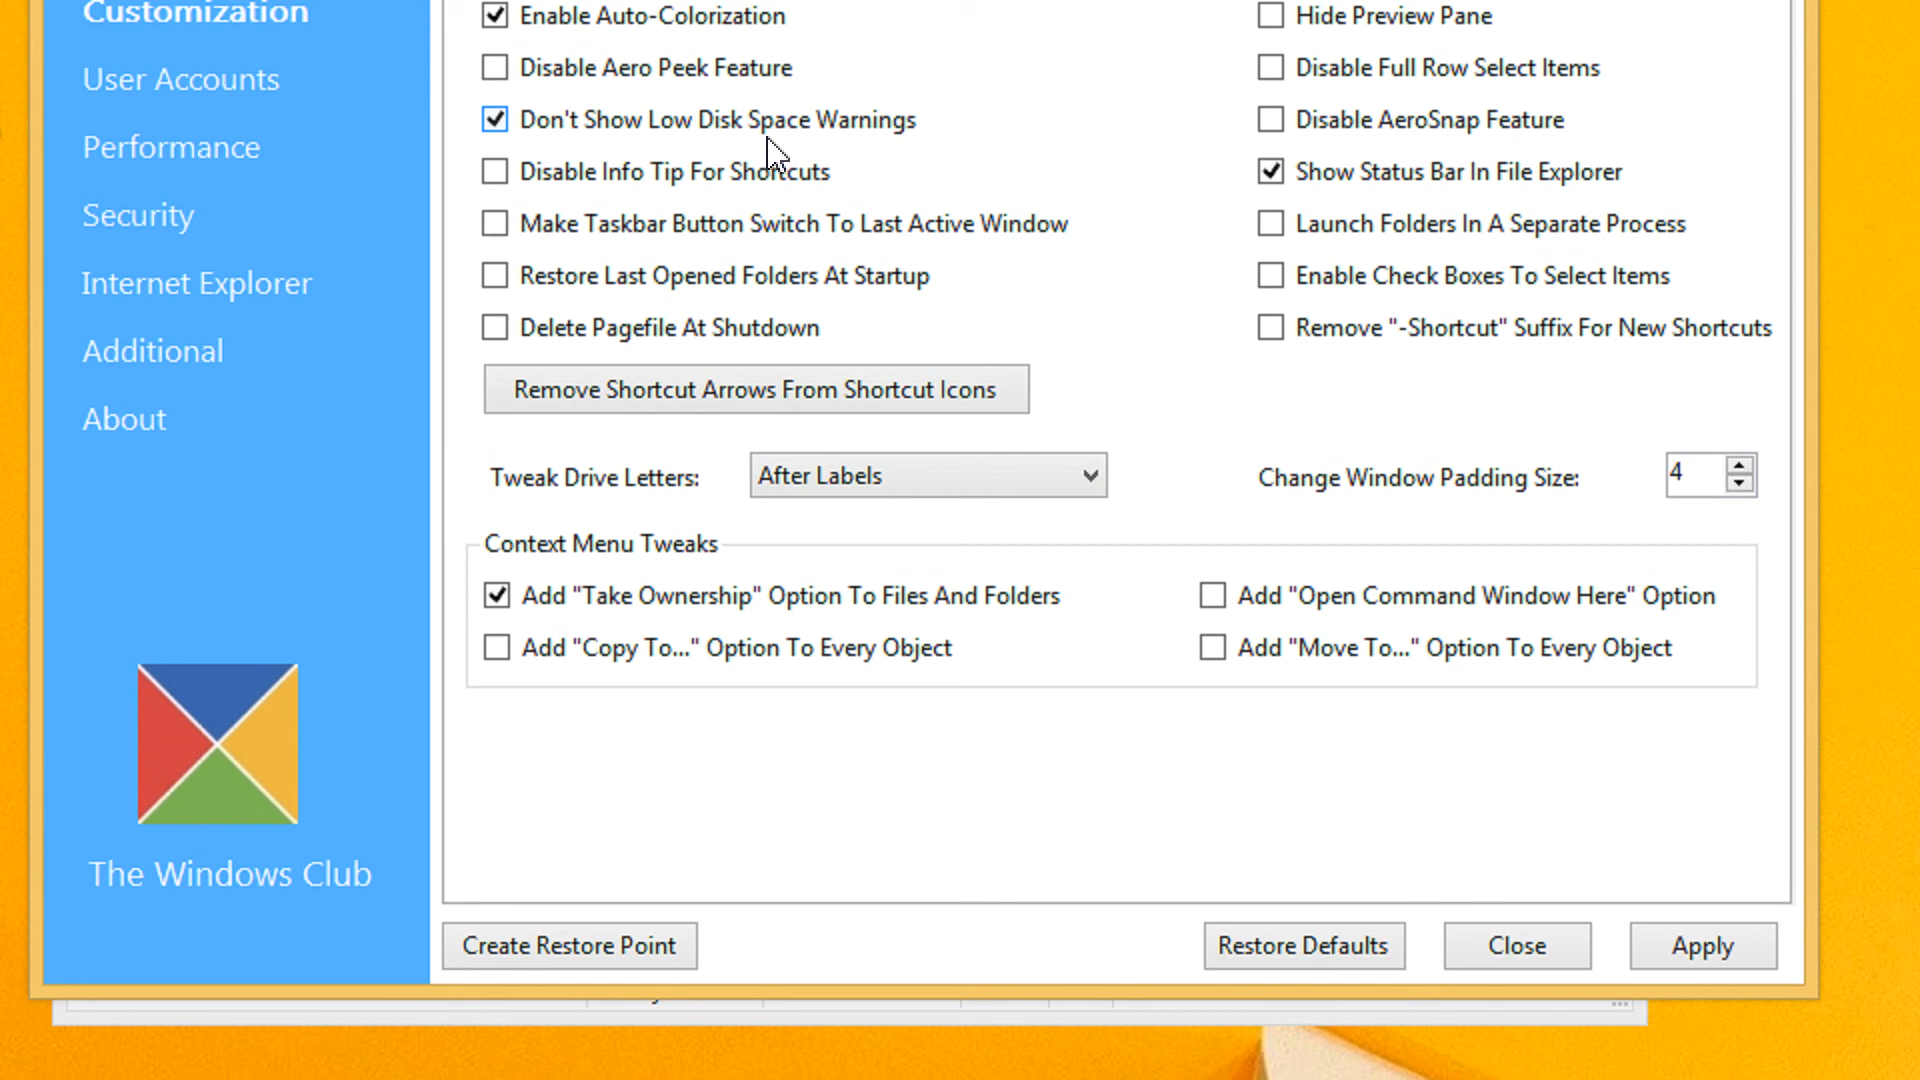 Customization
User Accounts
Performance
Security
Internet Explorer
Additional
About
The Windows Club
Enable Auto-Colorization
Disable Aero Peek Feature
Don't Show Low Disk Space Warnings
Disable Info Tip For Shortcuts
Make Taskbar Button Switch To Last Active Window
Restore Last Opened Folders At Startup
Delete Pagefile At Shutdown
Hide Preview Pane
Disable Full Row Select Items
Disable AeroSnap Feature
Show Status Bar In File Explorer
Launch Folders In A Separate Process
Enable Check Boxes To Select Items
Remove "-Shortcut" Suffix For New Shortcuts
Remove Shortcut Arrows From Shortcut Icons
Tweak Drive Letters: After Labels
Change Window Padding Size: 4
Context Menu Tweaks
Add "Take Ownership" Option To Files And Folders
Add "Open Command Window Here" Option
Add "Copy To..." Option To Every Object
Add "Move To..." Option To Every Object
Create Restore Point
Restore Defaults
Close
Apply